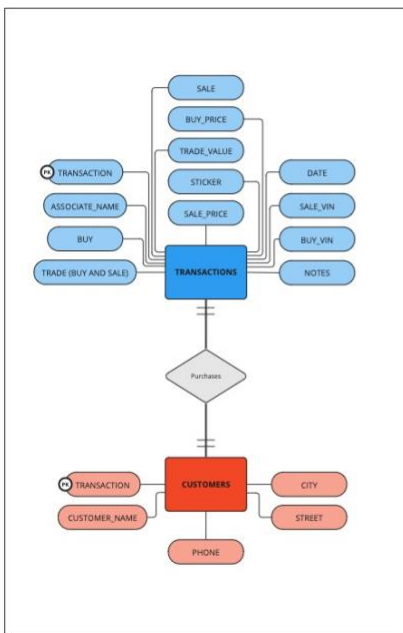 SALE
BUY_PRICE
TRADE_VALUE
STICKER
SALE_PRICE
PK TRANSACTION
ASSOCIATE_NAME
BUY
TRADE (BUY AND SALE)
DATE
SALE_VIN
BUY_VIN
NOTES
TRANSACTIONS
Purchases
CUSTOMERS
PK TRANSACTION
CUSTOMER_NAME
CITY
STREET
PHONE